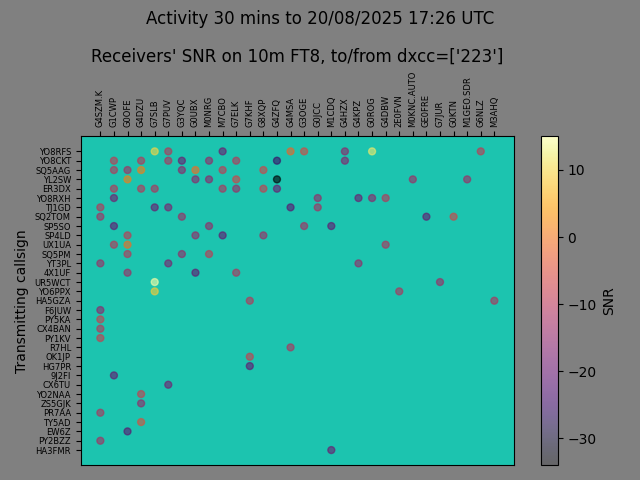 Activity 30 mins to 20/08/2025 17:26 UTC
Receivers' SNR on 10m FT8, to/from dxcc=['223']
G4SZM.K
G1CWP
G0OFE
G4DZU
G7SLB
G7PUV
G3YQC
G0UBX
M0NRG
M7CBO
G7ELK
G7KHF
G8XQP
G4ZFQ
G4MSA
G3OGE
G9JCC
M1CDQ
G4HZX
G4KPZ
G0ROG
G4DBW
2E0FVN
M0KNC.AUTO
GE0FRE
G7JUR
G0KTN
M1GEO.SDR
G6NLZ
M3AHQ
YO8RFS
YO8CKT
SQ5AAG
YL2SW
ER3DX
YO8RXH
TJ1GD
SQ2TOM
SP5SO
SP4LD
UX1UA
SQ5PM
YT3PL
4X1UF
UR5WCT
YO6PPX
HA5GZA
F6JUW
PY5KA
CX4BAN
PY1KV
R7HL
OK1JP
HG7PR
9J2FI
CX6TU
YO2NAA
ZS5GJK
PR7AA
TY5AD
EW6Z
PY2BZZ
HA3FMR
Transmitting callsign
10
0
−10
−20
−30
SNR